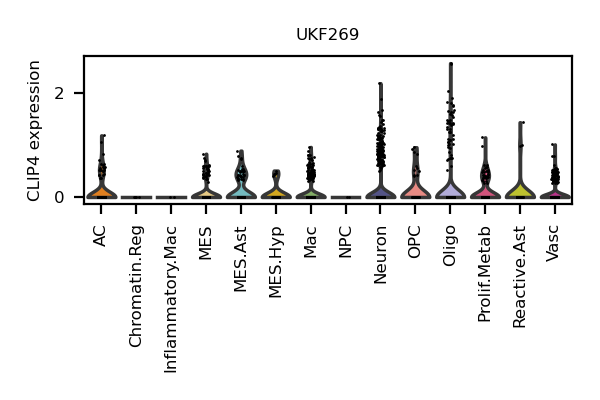 UKF269
CLIP4 expression
2
0
AC
Chromatin.Reg
Inflammatory.Mac
MES
MES.Ast
MES.Hyp
Mac
NPC
Neuron
OPC
Oligo
Prolif.Metab
Reactive.Ast
Vasc